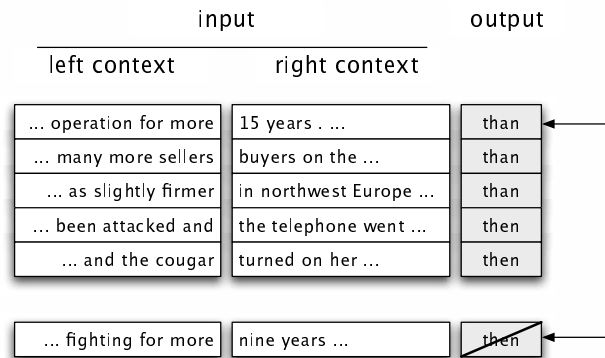 input output
left context right context
... operation for more 15 years . ... than
... many more sellers buyers on the ... than
... as slightly firmer in northwest Europe ... than
... been attacked and the telephone went ... then
... and the cougar turned on her ... then
... fighting for more nine years ... then